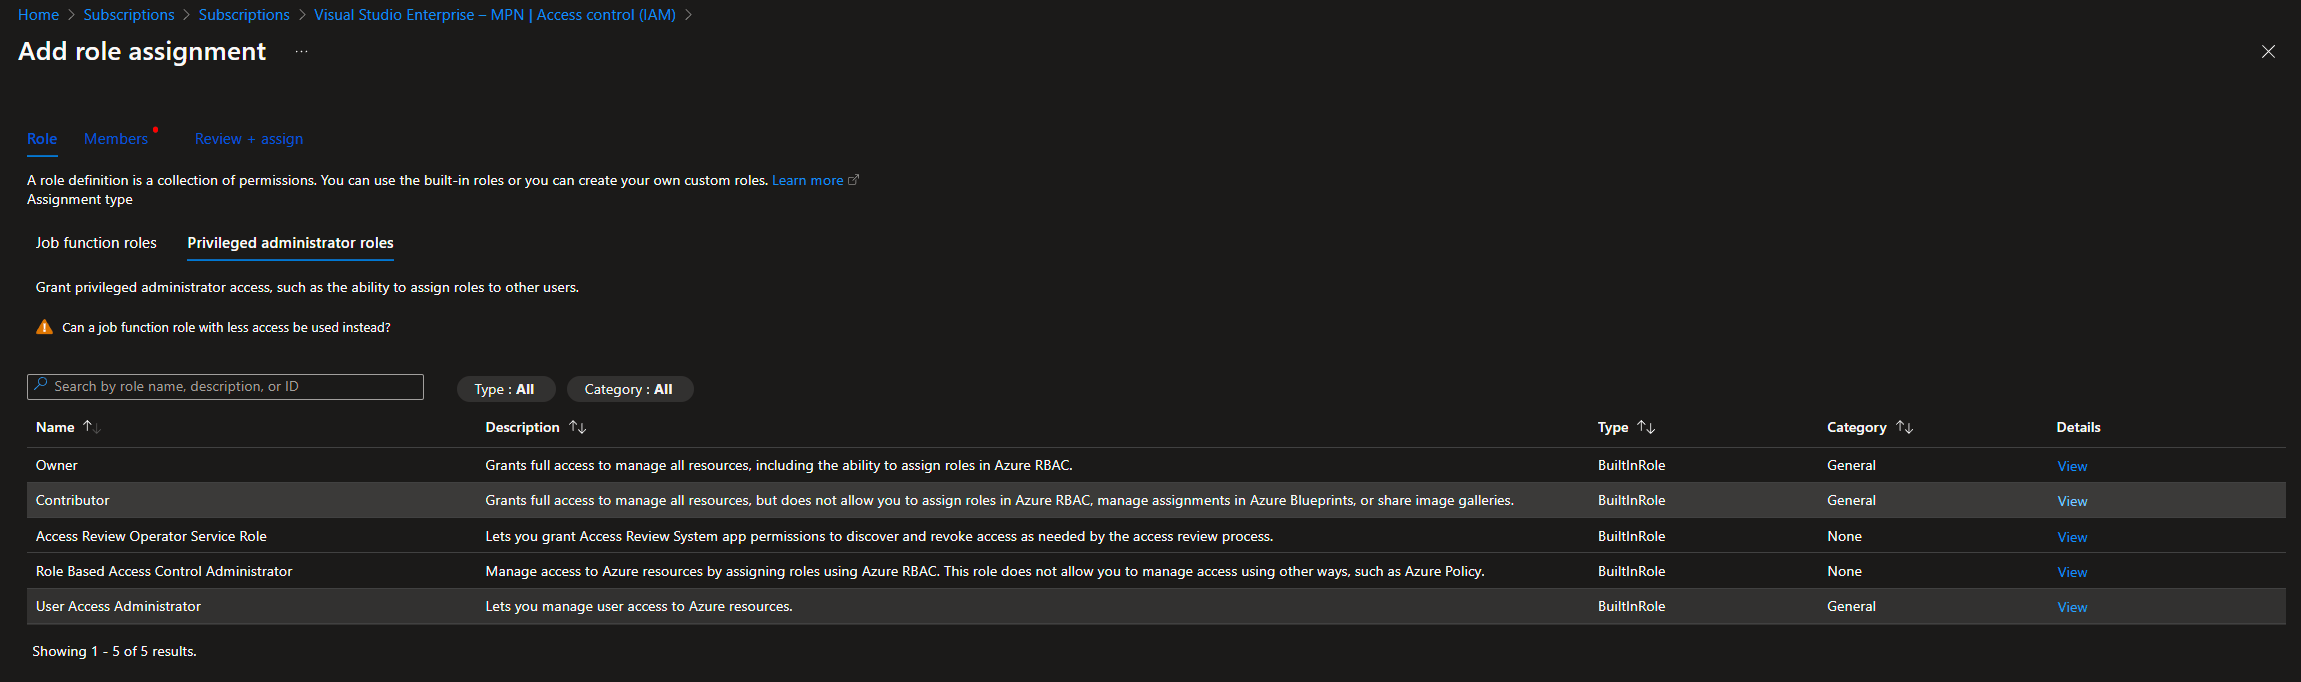 Home > Subscriptions > Subscriptions > Visual Studio Enterprise – MPN | Access control (IAM) >
Add role assignment ...
Role Members Review + assign
A role definition is a collection of permissions. You can use the built-in roles or you can create your own custom roles. Learn more
Assignment type
Job function roles Privileged administrator roles
Grant privileged administrator access, such as the ability to assign roles to other users.
Can a job function role with less access be used instead?
Search by role name, description, or ID Type : All Category : All
Name ↑↓ Description ↑↓ Type ↑↓ Category ↑↓ Details
Owner Grants full access to manage all resources, including the ability to assign roles in Azure RBAC. BuiltInRole General View
Contributor Grants full access to manage all resources, but does not allow you to assign roles in Azure RBAC, manage assignments in Azure Blueprints, or share image galleries. BuiltInRole General View
Access Review Operator Service Role Lets you grant Access Review System app permissions to discover and revoke access as needed by the access review process. BuiltInRole None View
Role Based Access Control Administrator Manage access to Azure resources by assigning roles using Azure RBAC. This role does not allow you to manage access using other ways, such as Azure Policy. BuiltInRole None View
User Access Administrator Lets you manage user access to Azure resources. BuiltInRole General View
Showing 1 - 5 of 5 results.